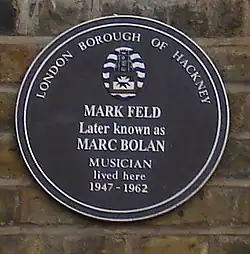 LONDON BOROUGH OF HACKNEY
MARK FELD
Later known as
MARC BOLAN
MUSICIAN
lived here
1947-1962